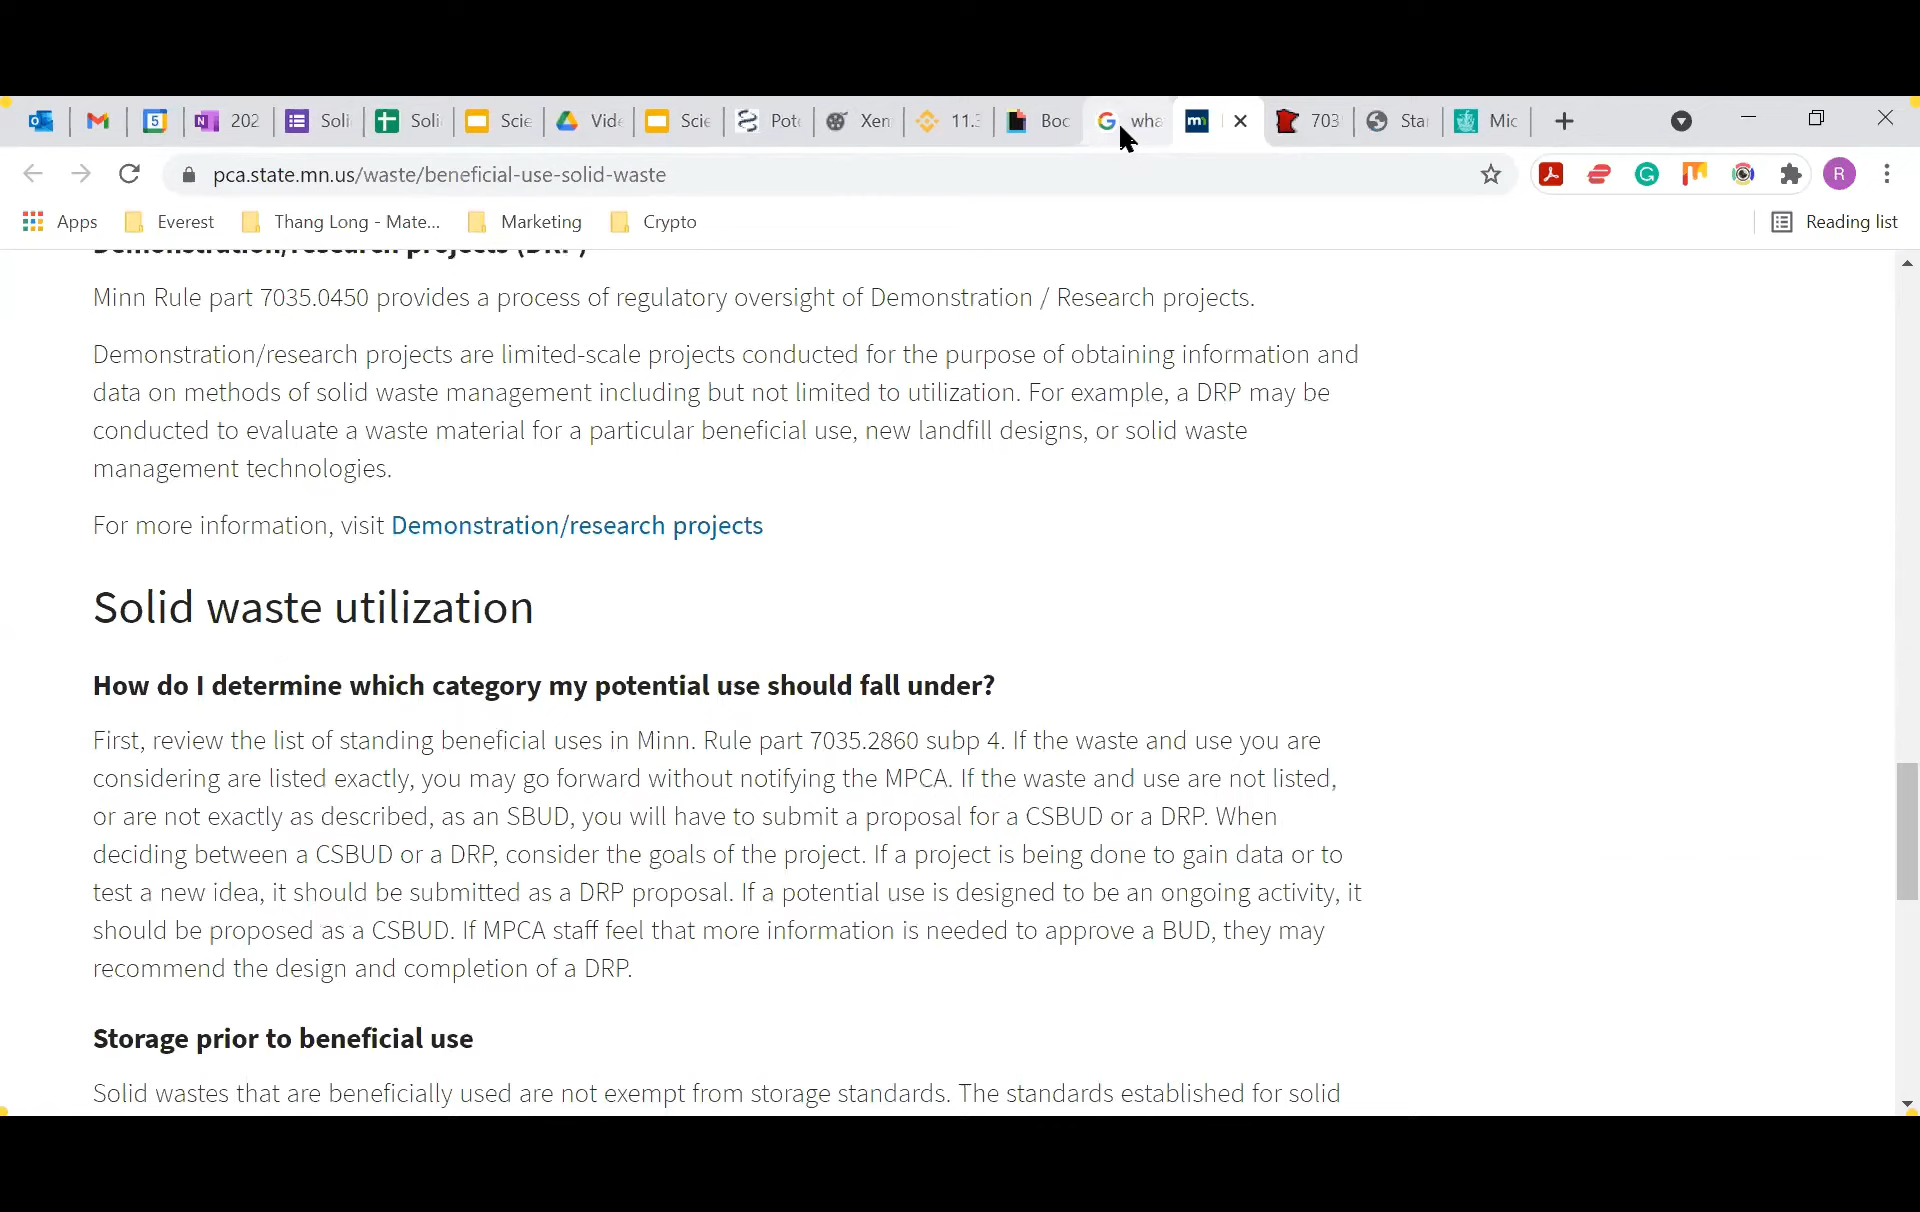 202 Soli Soli Scie Vide Scie Pote Xen 11.3 Boc wha 703 Star Mic
pca.state.mn.us/waste/beneficial-use-solid-waste R
Apps Everest Thang Long - Mate... Marketing Crypto Reading list
Demonstration/research projects (DRP)
Minn Rule part 7035.0450 provides a process of regulatory oversight of Demonstration / Research projects.
Demonstration/research projects are limited-scale projects conducted for the purpose of obtaining information and
data on methods of solid waste management including but not limited to utilization. For example, a DRP may be
conducted to evaluate a waste material for a particular beneficial use, new landfill designs, or solid waste
management technologies.
For more information, visit Demonstration/research projects
Solid waste utilization
How do I determine which category my potential use should fall under?
First, review the list of standing beneficial uses in Minn. Rule part 7035.2860 subp 4. If the waste and use you are
considering are listed exactly, you may go forward without notifying the MPCA. If the waste and use are not listed,
or are not exactly as described, as an SBUD, you will have to submit a proposal for a CSBUD or a DRP. When
deciding between a CSBUD or a DRP, consider the goals of the project. If a project is being done to gain data or to
test a new idea, it should be submitted as a DRP proposal. If a potential use is designed to be an ongoing activity, it
should be proposed as a CSBUD. If MPCA staff feel that more information is needed to approve a BUD, they may
recommend the design and completion of a DRP.
Storage prior to beneficial use
Solid wastes that are beneficially used are not exempt from storage standards. The standards established for solid